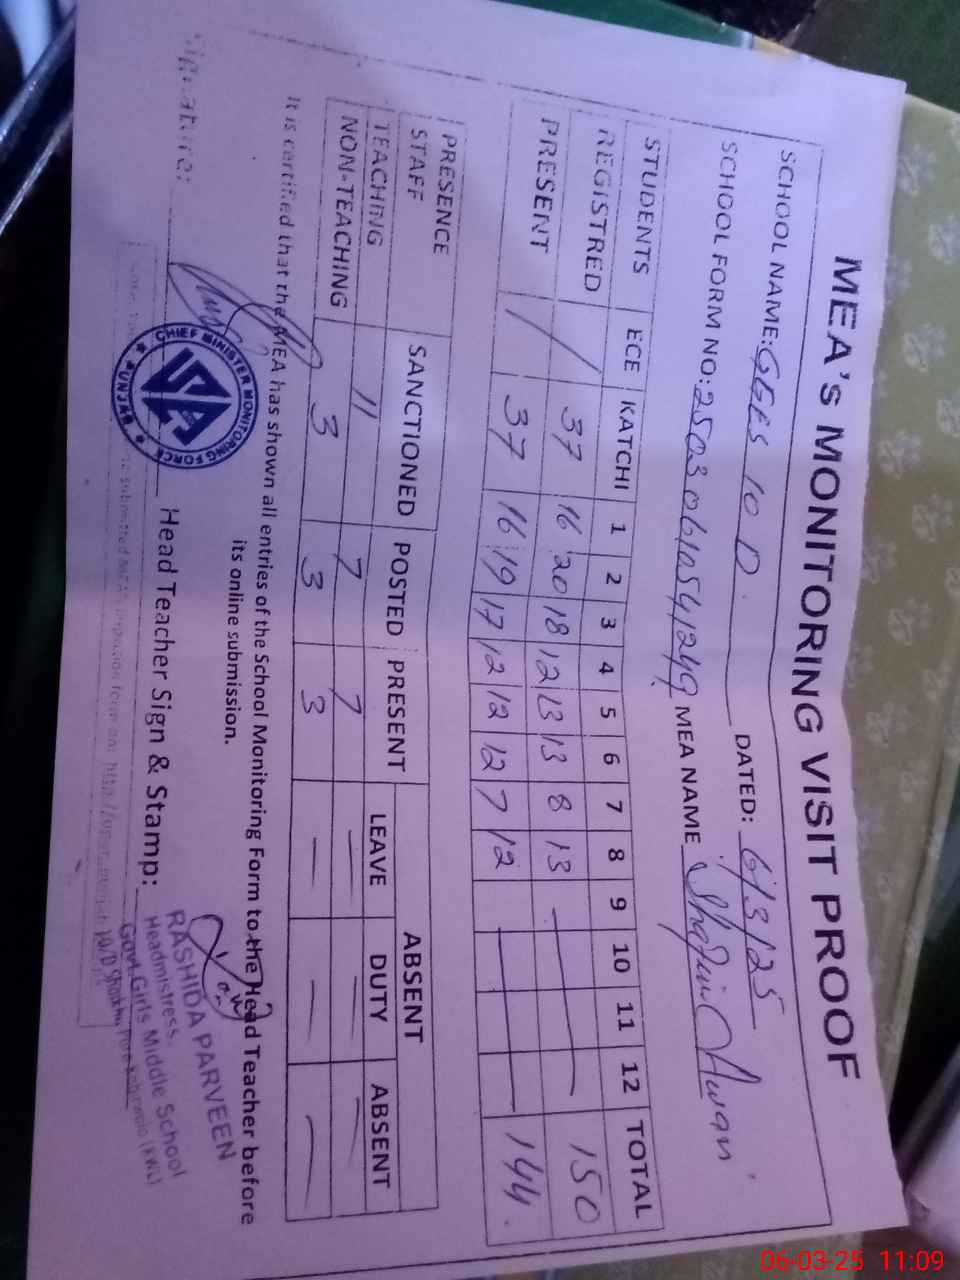 MEA's MONITORING VISIT PROOF
SCHOOL NAME: GGES 10 D DATED: 6/3/25
SCHOOL FORM NO: MEA NAME Awan
STUDENTS ECE KATCHI 1 2 3 4 5 6 7 8 9 10 11 12 TOTAL
REGISTRED / 37 16 20 18 12 13 13 8 13 — 150
PRESENT 37 16 19 17 12 12 12 7 12 — 144
PRESENCE
STAFF SANCTIONED POSTED PRESENT ABSENT
LEAVE DUTY ABSENT
TEACHING 11 7 7 — — —
NON-TEACHING 3 3 3 — — —
It is certified that the MEA has shown all entries of the School Monitoring Form to the Head Teacher before
its online submission.
Signature: Head Teacher Sign & Stamp:
CHIEF MINISTER MONITORING FORCE
PUNJAB
RASHIDA PARVEEN
Headmistress.
Govt. Girls Middle School
10/D
06-03-25 11:09